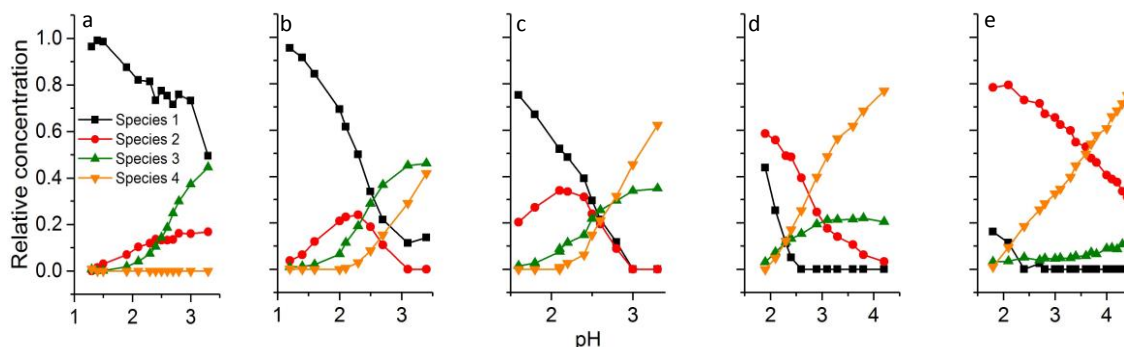 a
b
c
d
e
Relative concentration
1.0
0.8
0.6
0.4
0.2
0.0
Species 1
Species 2
Species 3
Species 4
1 2 3
1 2 3
2 3
2 3 4
2 3 4
pH